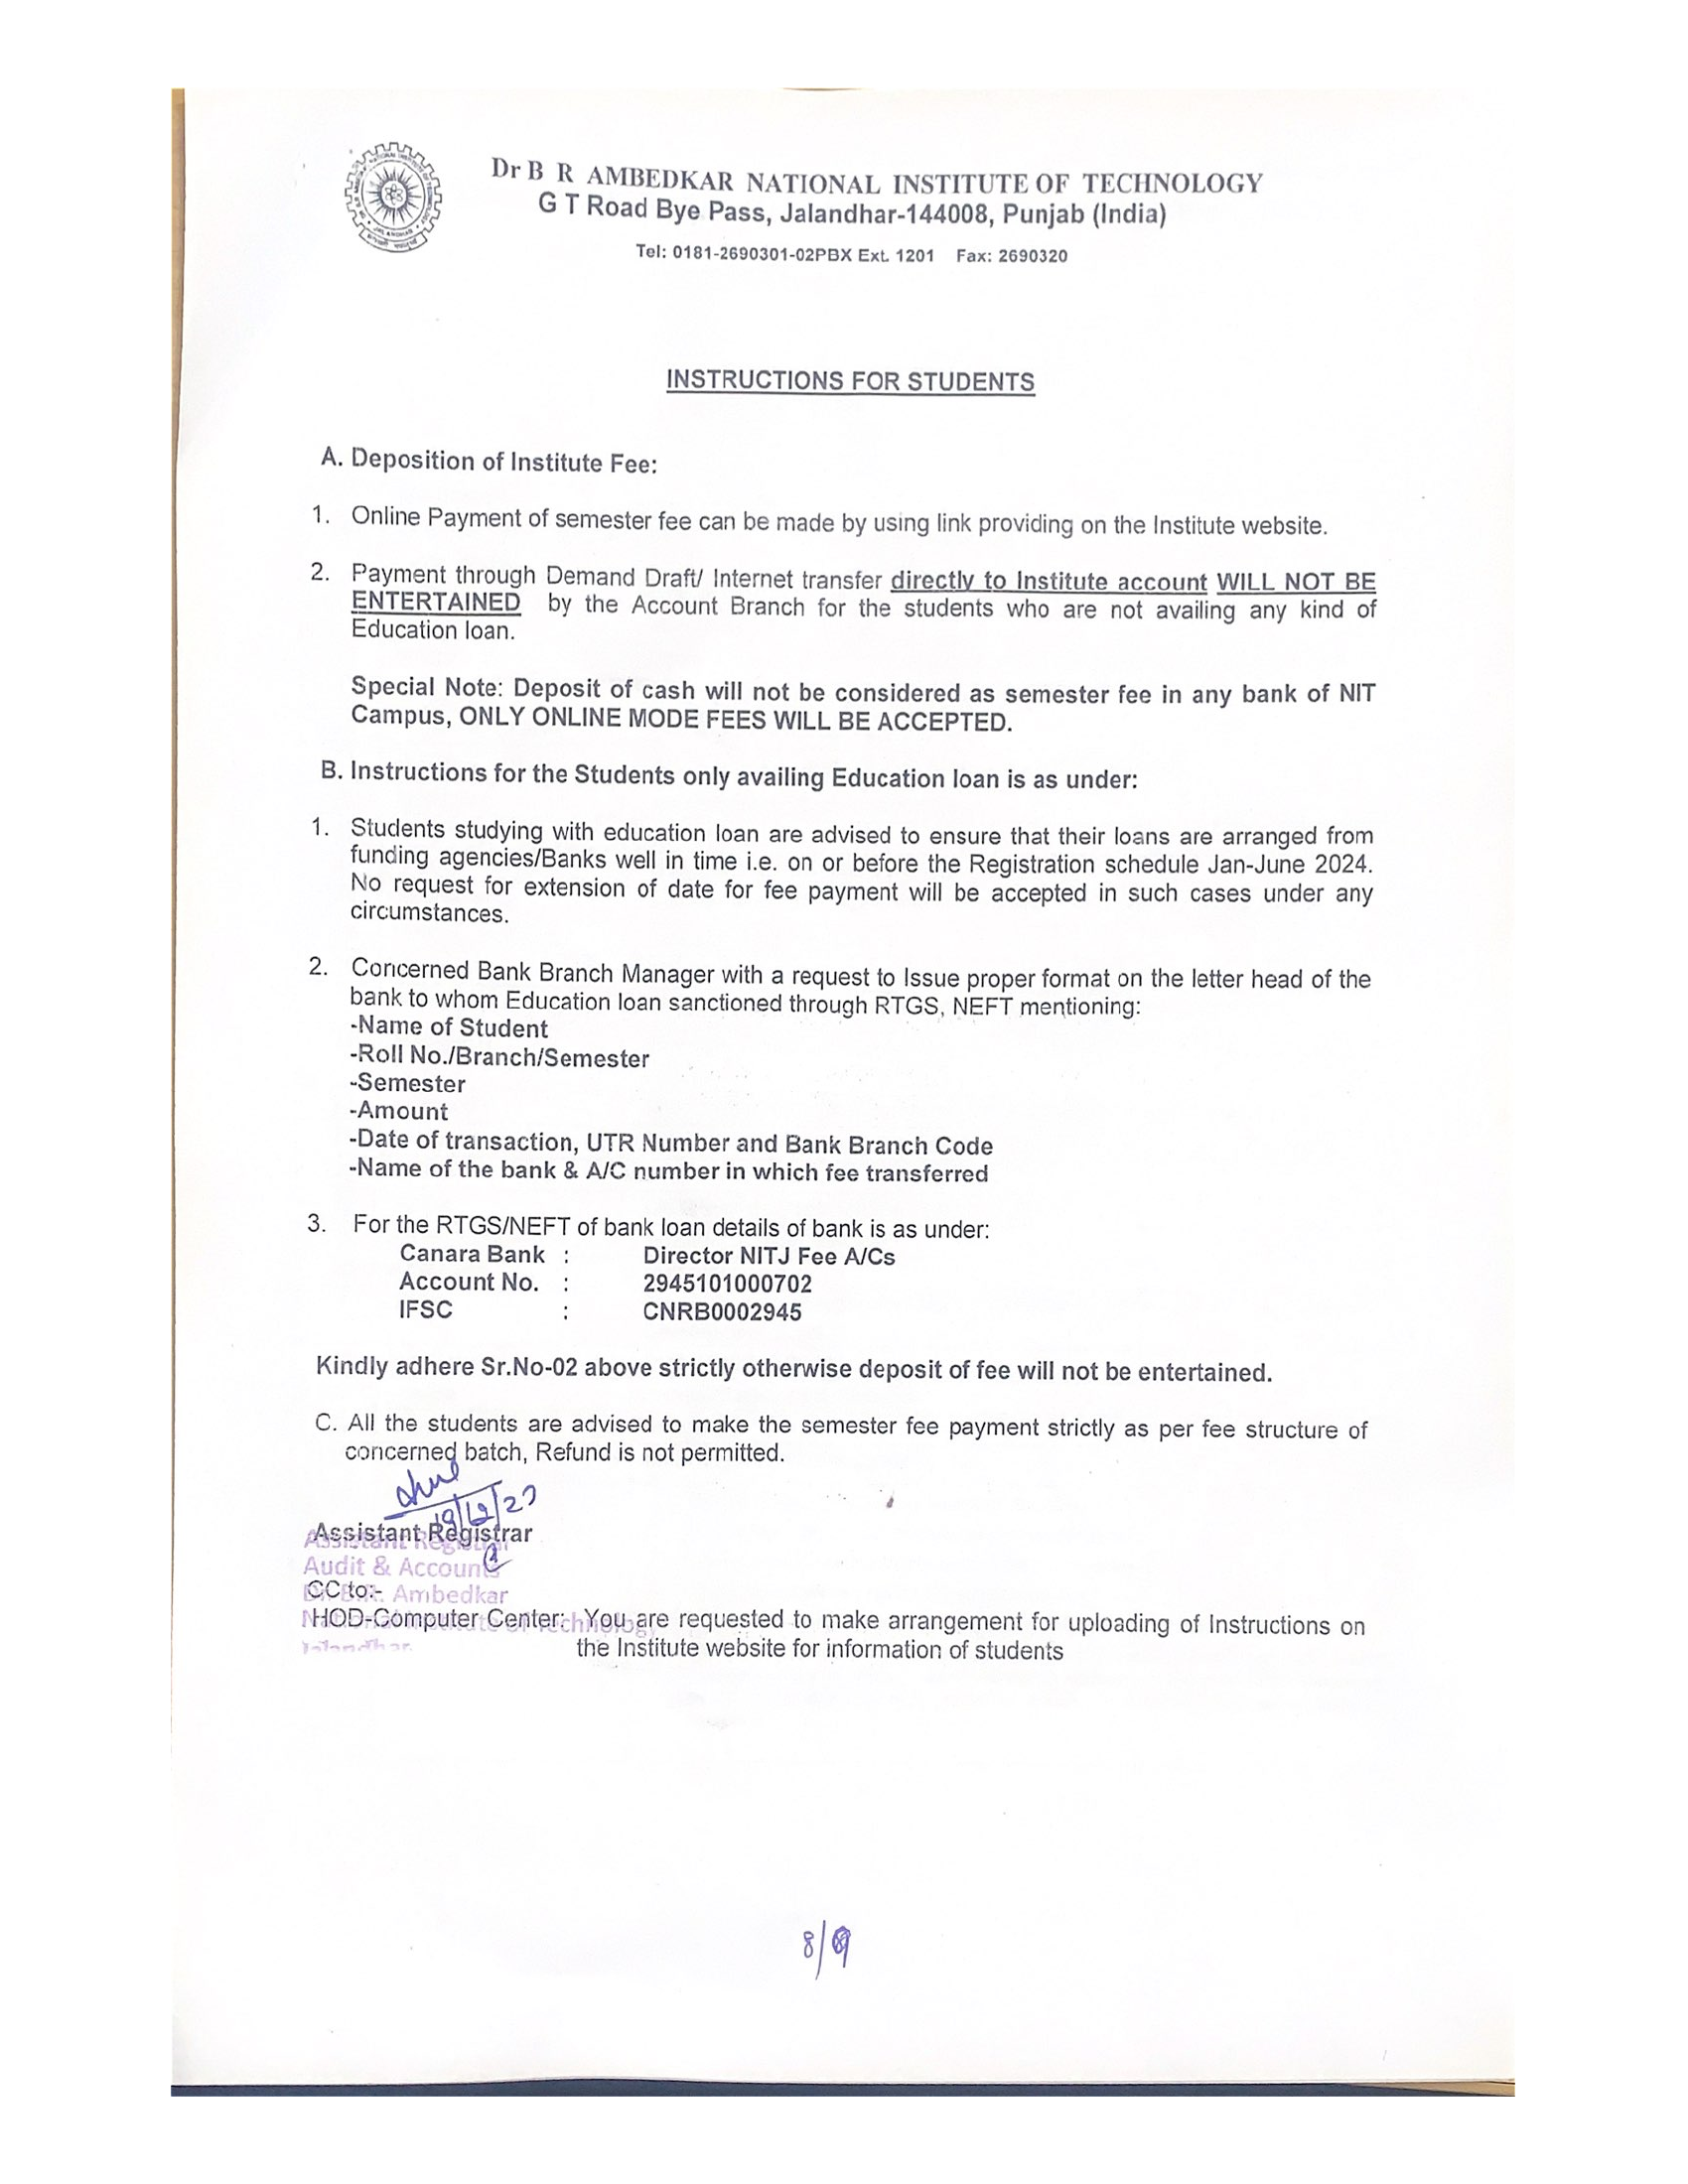 Dr B R AMBEDKAR NATIONAL INSTITUTE OF TECHNOLOGY
G T Road Bye Pass, Jalandhar-144008, Punjab (India)
Tel: 0181-2690301-02PBX Ext. 1201 Fax: 2690320
INSTRUCTIONS FOR STUDENTS
A. Deposition of Institute Fee:
1. Online Payment of semester fee can be made by using link providing on the Institute website.
2. Payment through Demand Draft/ Internet transfer directly to Institute account WILL NOT BE
ENTERTAINED by the Account Branch for the students who are not availing any kind of
Education loan.
Special Note: Deposit of cash will not be considered as semester fee in any bank of NIT
Campus, ONLY ONLINE MODE FEES WILL BE ACCEPTED.
B. Instructions for the Students only availing Education loan is as under:
1. Students studying with education loan are advised to ensure that their loans are arranged from
funding agencies/Banks well in time i.e. on or before the Registration schedule Jan-June 2024.
No request for extension of date for fee payment will be accepted in such cases under any
circumstances.
2. Concerned Bank Branch Manager with a request to Issue proper format on the letter head of the
bank to whom Education loan sanctioned through RTGS, NEFT mentioning:
-Name of Student
-Roll No./Branch/Semester
-Semester
-Amount
-Date of transaction, UTR Number and Bank Branch Code
-Name of the bank & A/C number in which fee transferred
3. For the RTGS/NEFT of bank loan details of bank is as under:
Canara Bank : Director NITJ Fee A/Cs
Account No. : 2945101000702
IFSC : CNRB0002945
Kindly adhere Sr.No-02 above strictly otherwise deposit of fee will not be entertained.
C. All the students are advised to make the semester fee payment strictly as per fee structure of
concerned batch, Refund is not permitted.
Assistant Registrar
Assistant Registrar
Audit & Accounts
CC to:-
Dr. B.R. Ambedkar
HOD-Computer Center: You are requested to make arrangement for uploading of Instructions on
National Institute of Technology
the Institute website for information of students
Jalandhar